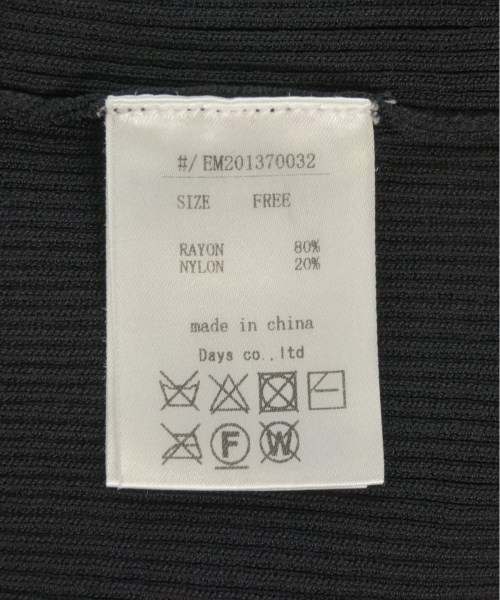 #/EM201370032
SIZE FREE
RAYON 80%
NYLON 20%
made in china
Days co.,ltd
F W